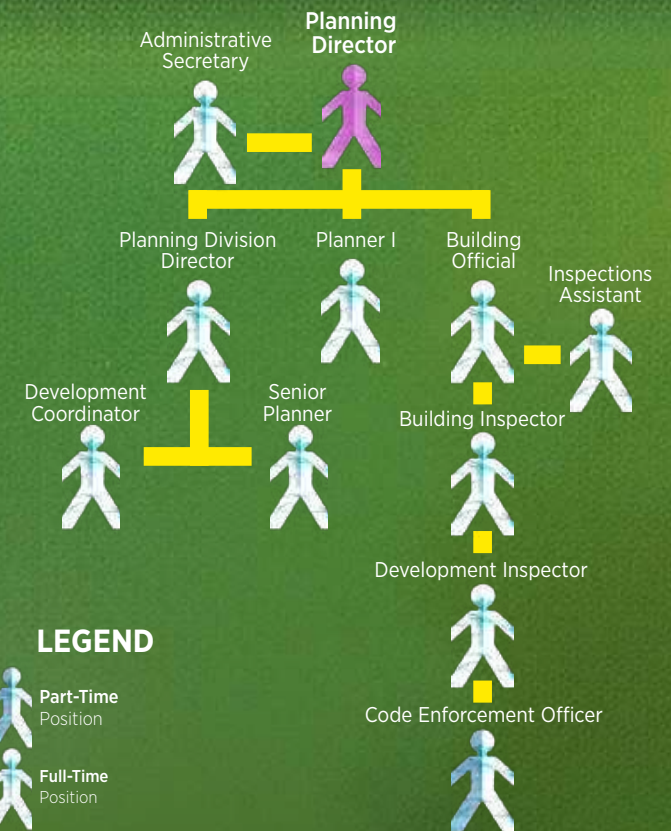 Planning
Director
Administrative
Secretary
Planning Division
Director
Planner I
Building
Official
Inspections
Assistant
Development
Coordinator
Senior
Planner
Building Inspector
Development Inspector
Code Enforcement Officer
LEGEND
Part-Time
Position
Full-Time
Position